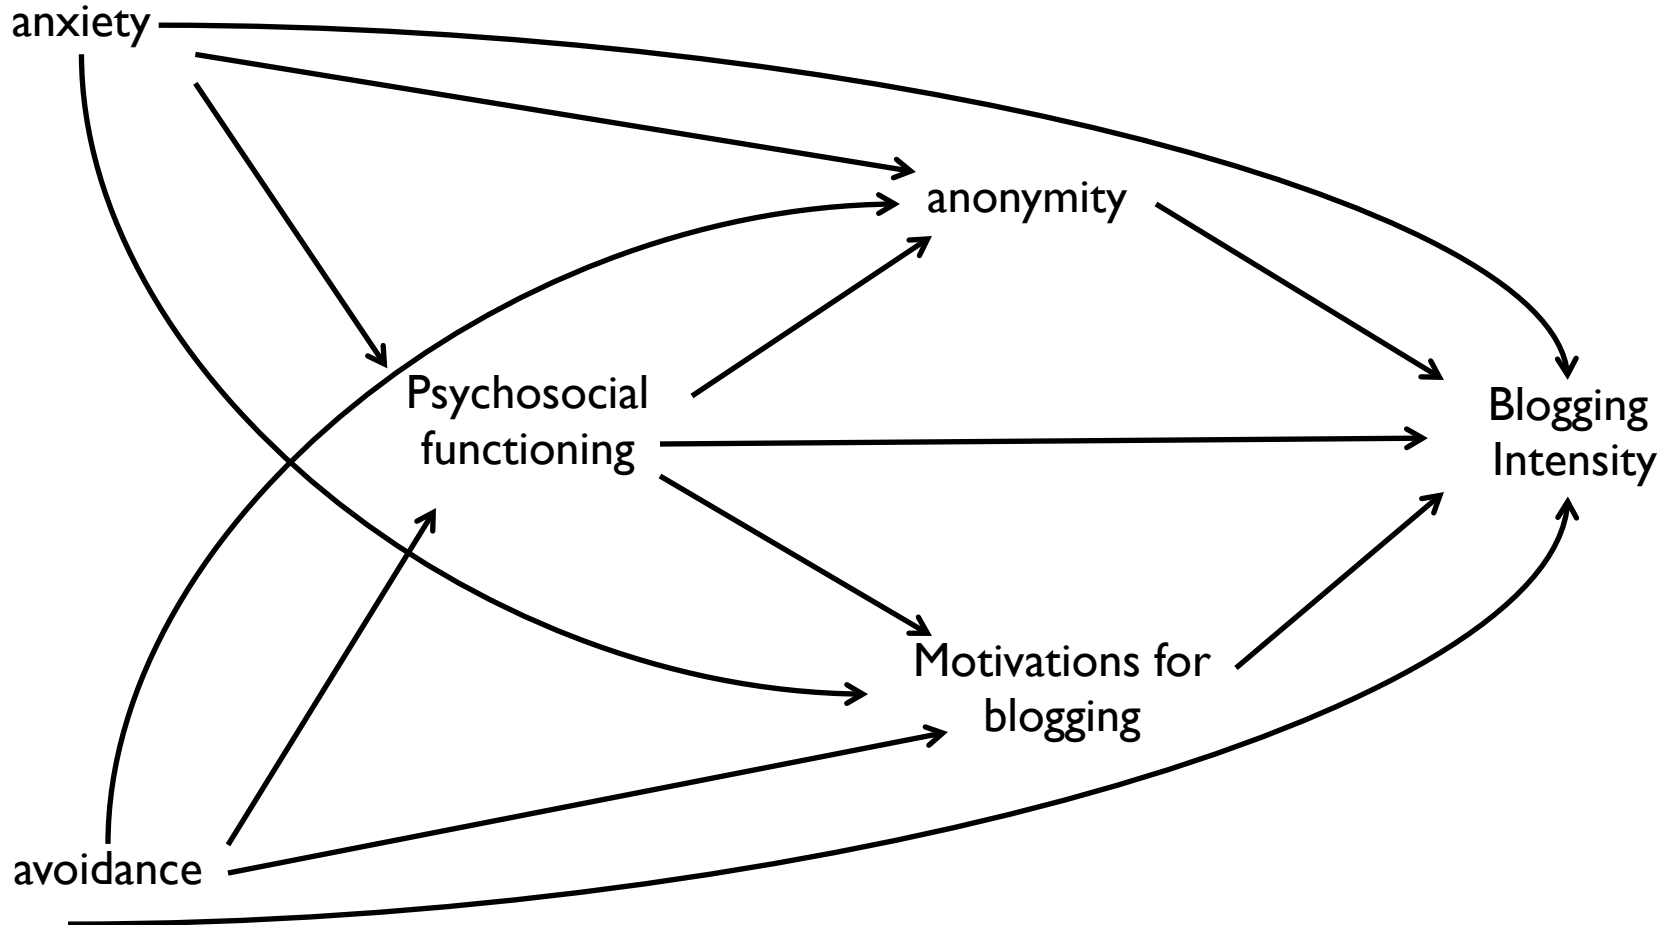 anxiety
anonymity
Psychosocial
functioning
Blogging
Intensity
Motivations for
blogging
avoidance